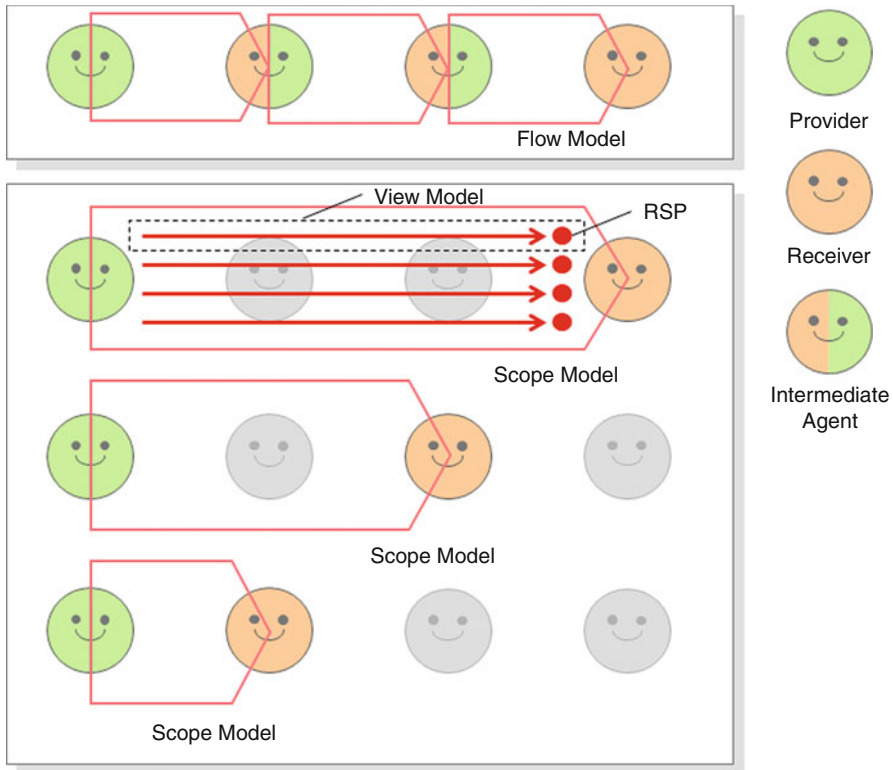 Flow Model
Provider
Receiver
Intermediate
Agent
View Model
RSP
Scope Model
Scope Model
Scope Model